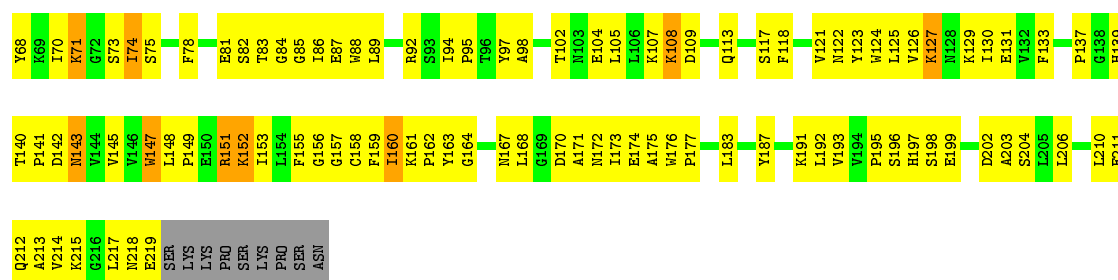 Y68 K69 I70 K71 G72 S73 I74 S75 F78 E81 S82 T83 G84 G85 I86 E87 W88 L89 R92 S93 I94 P95 T96 Y97 A98 T102 N103 E104 L105 L106 K107 K108 D109 Q113 S117 F118 V121 N122 Y123 W124 L125 V126 K127 N128 K129 I130 E131 V132 F133 P137 G138 H139
T140 P141 D142 N143 V144 V145 V146 W147 L148 P149 E150 R151 K152 I153 L154 F155 G156 G157 C158 F159 I160 K161 P162 Y163 G164 N167 L168 G169 D170 A171 N172 I173 E174 A175 W176 P177 L183 Y187 K191 L192 V193 V194 P195 S196 H197 S198 E199 D202 A203 S204 L205 L206 L210 E211
Q212 A213 V214 K215 G216 L217 N218 E219 SER LYS LYS PRO SER LYS PRO SER ASN